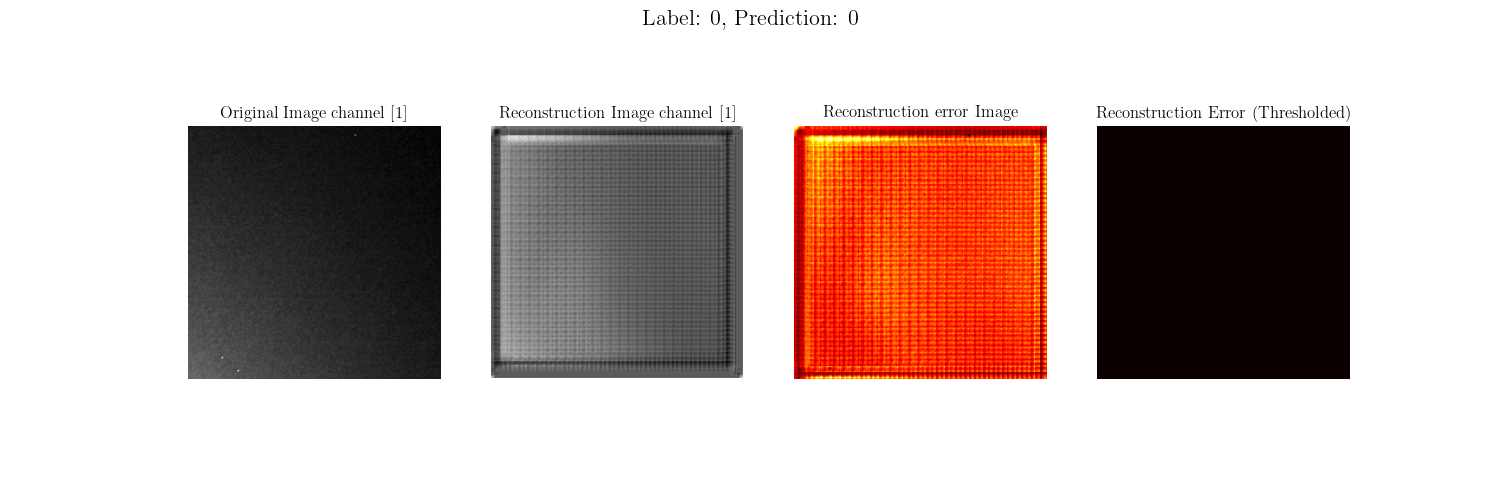 Label: 0, Prediction: 0
Original Image channel [1]
Reconstruction Image channel [1]
Reconstruction error Image
Reconstruction Error (Thresholded)